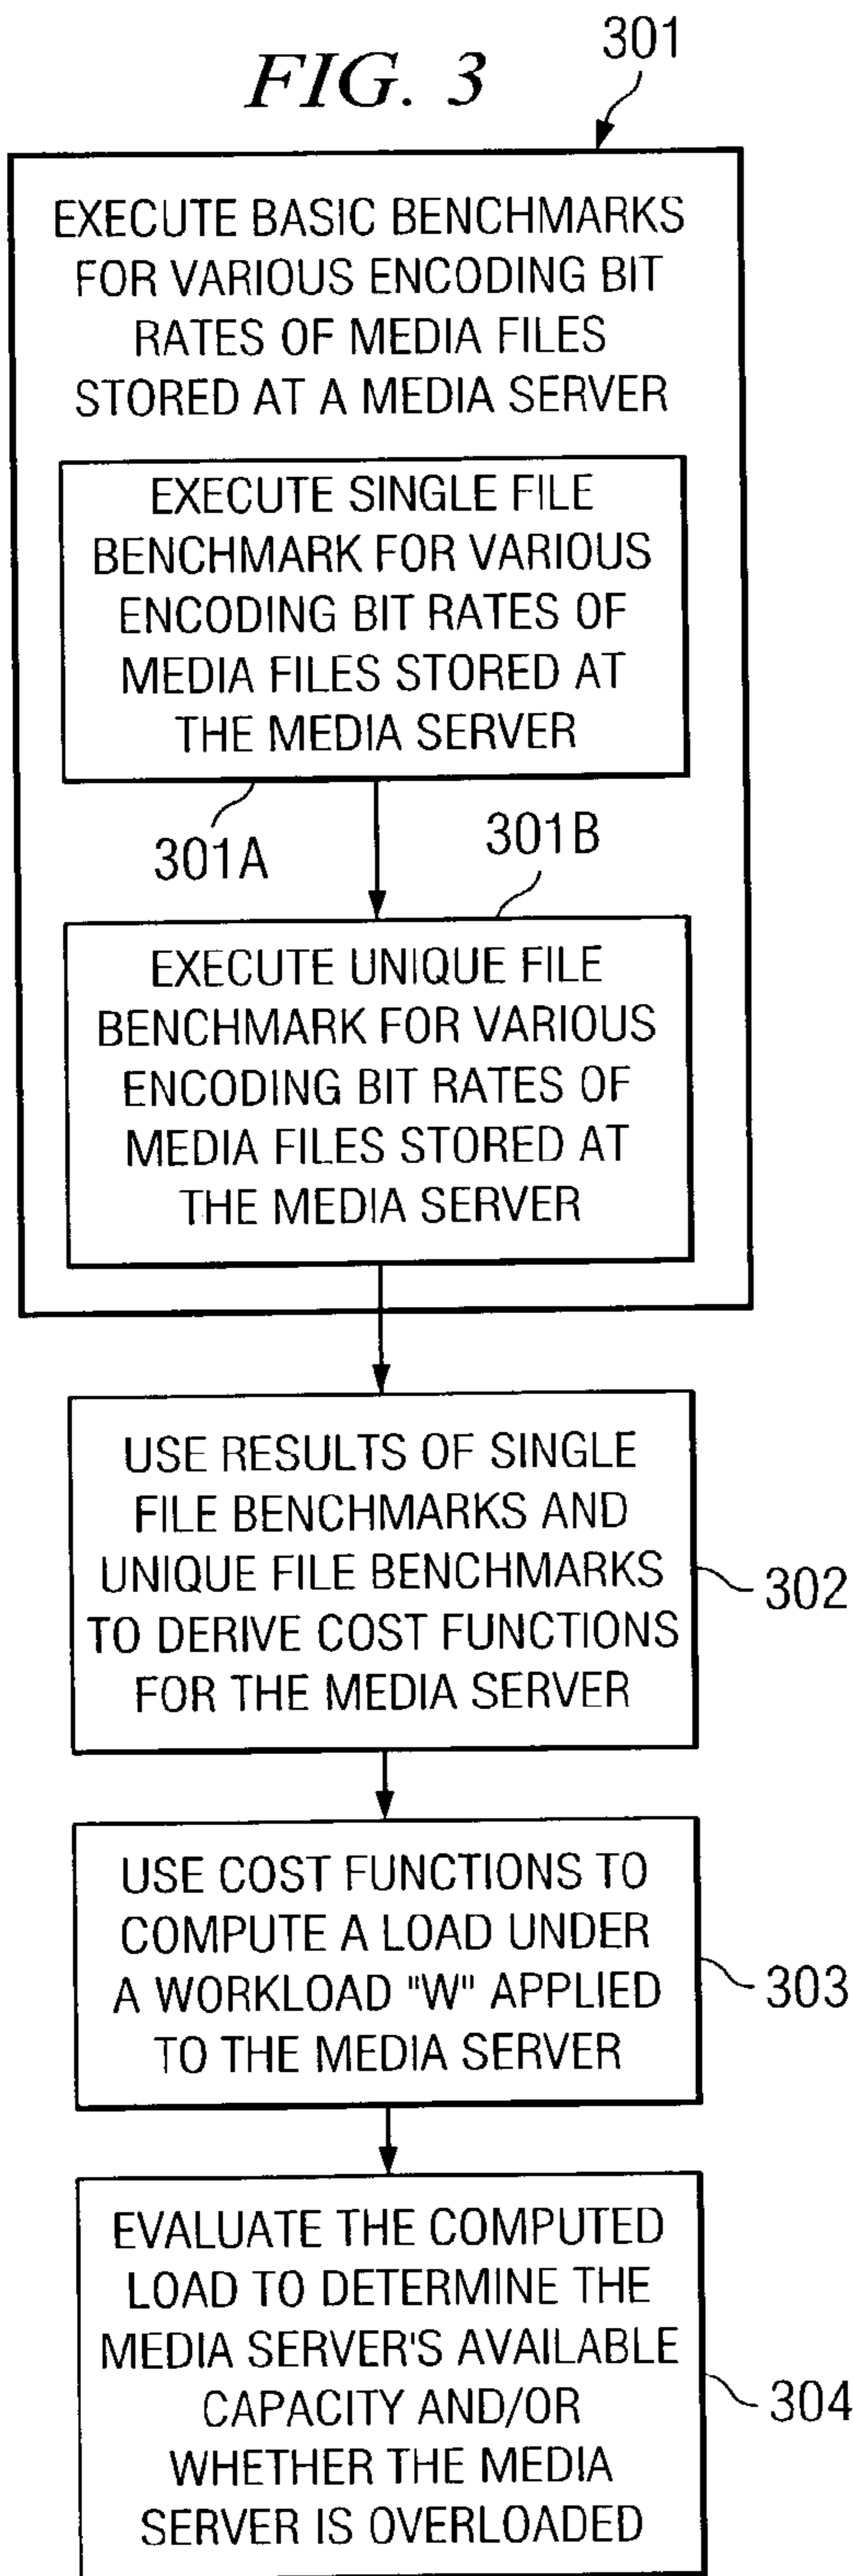 301
FIG. 3
EXECUTE BASIC BENCHMARKS
FOR VARIOUS ENCODING BIT
RATES OF MEDIA FILES
STORED AT A MEDIA SERVER
EXECUTE SINGLE FILE
BENCHMARK FOR VARIOUS
ENCODING BIT RATES OF
MEDIA FILES STORED AT
THE MEDIA SERVER
301A
301B
EXECUTE UNIQUE FILE
BENCHMARK FOR VARIOUS
ENCODING BIT RATES OF
MEDIA FILES STORED AT
THE MEDIA SERVER
USE RESULTS OF SINGLE
FILE BENCHMARKS AND
UNIQUE FILE BENCHMARKS
TO DERIVE COST FUNCTIONS
FOR THE MEDIA SERVER
302
USE COST FUNCTIONS TO
COMPUTE A LOAD UNDER
A WORKLOAD "W" APPLIED
TO THE MEDIA SERVER
303
EVALUATE THE COMPUTED
LOAD TO DETERMINE THE
MEDIA SERVER'S AVAILABLE
CAPACITY AND/OR
WHETHER THE MEDIA
SERVER IS OVERLOADED
304